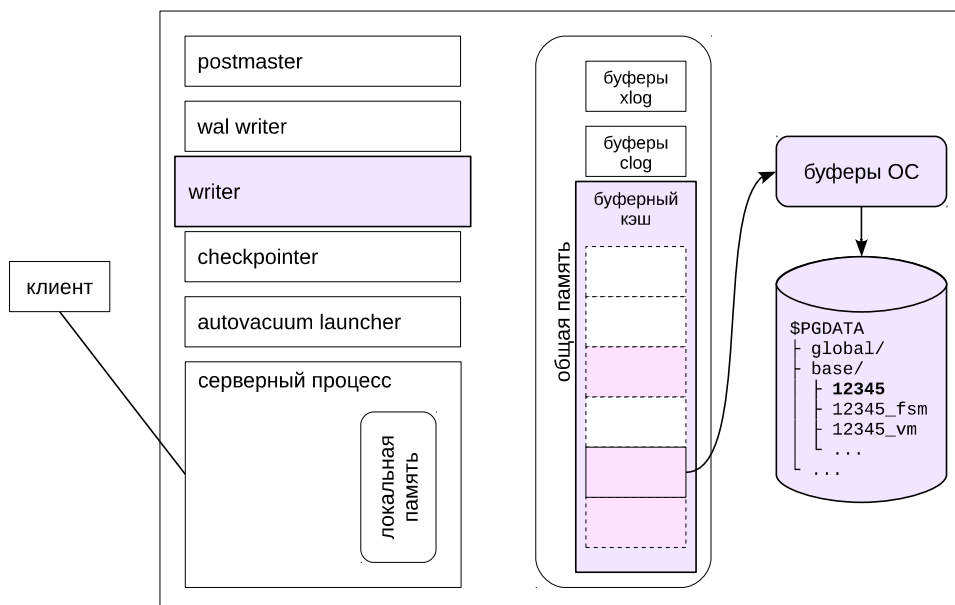 postmaster
wal writer
writer
checkpointer
autovacuum launcher
клиент
серверный процесс
локальная
память
общая память
буферы
xlog
буферы
clog
буферный
кэш
буферы ОС
$PGDATA
├ global/
├ base/
│ ├ 12345
│ ├ 12345_fsm
│ ├ 12345_vm
│ └ ...
└ ...